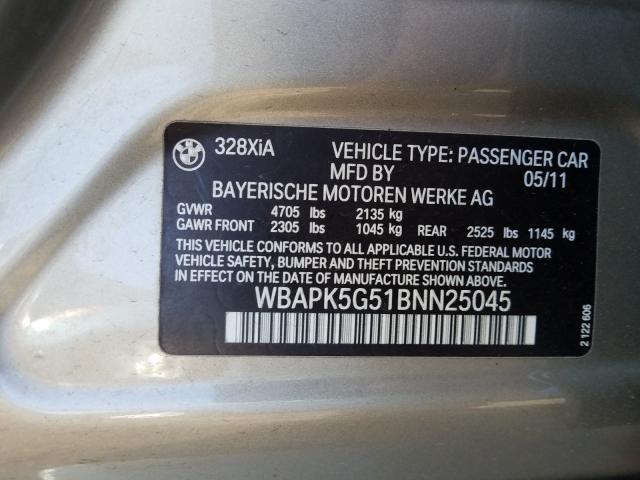 328XiA VEHICLE TYPE: PASSENGER CAR
MFD BY 05/11
BAYERISCHE MOTOREN WERKE AG
GVWR 4705 lbs 2135 kg
GAWR FRONT 2305 lbs 1045 kg REAR 2525 lbs 1145 kg
THIS VEHICLE CONFORMS TO ALL APPLICABLE U.S. FEDERAL MOTOR
VEHICLE SAFETY, BUMPER AND THEFT PREVENTION STANDARDS
IN EFFECT ON THE DATE OF MANUFACTURE SHOWN ABOVE.
WBAPK5G51BNN25045
2 122 606